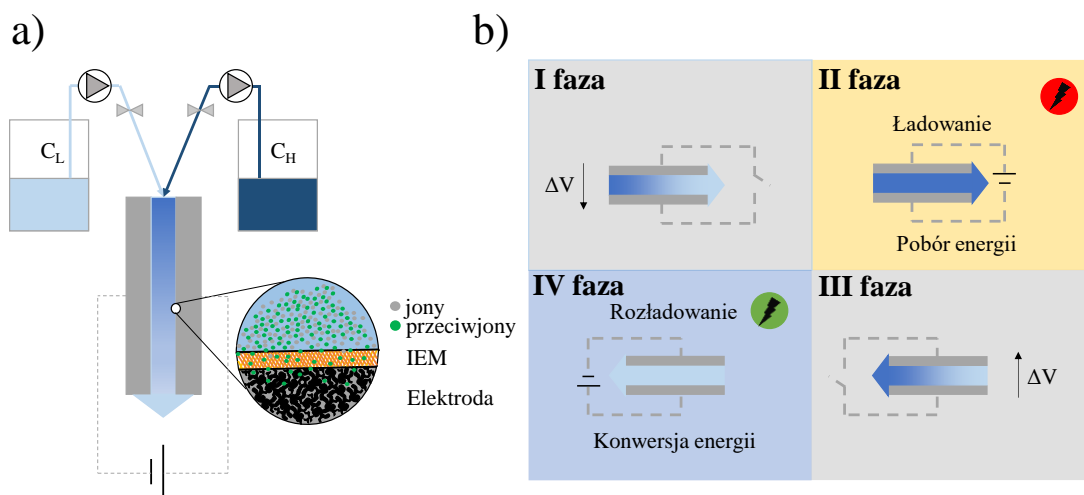 a)
C_L
C_H
jony
przeciwjony
IEM
Elektroda
b)
I faza
ΔV
II faza
Ładowanie
Pobór energii
IV faza
Rozładowanie
Konwersja energii
III faza
ΔV